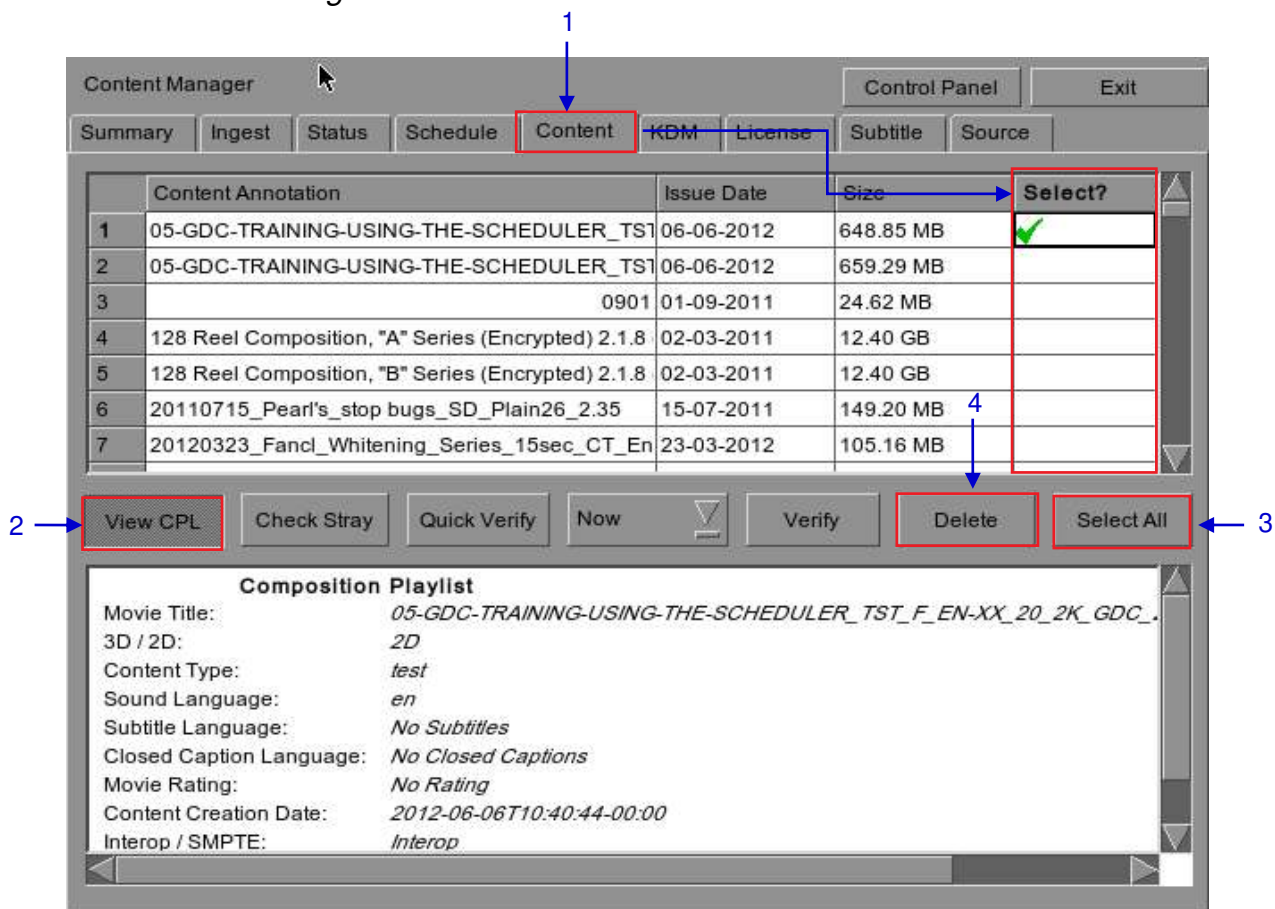 1
Content Manager Control Panel Exit
Summary Ingest Status Schedule Content KDM License Subtitle Source
Content Annotation Issue Date Size Select?
1 05-GDC-TRAINING-USING-THE-SCHEDULER_TST 06-06-2012 648.85 MB
2 05-GDC-TRAINING-USING-THE-SCHEDULER_TST 06-06-2012 659.29 MB
3 0901 01-09-2011 24.62 MB
4 128 Reel Composition, "A" Series (Encrypted) 2.1.8 02-03-2011 12.40 GB
5 128 Reel Composition, "B" Series (Encrypted) 2.1.8 02-03-2011 12.40 GB
6 20110715_Pearl's_stop bugs_SD_Plain26_2.35 15-07-2011 149.20 MB
7 20120323_Fancl_Whitening_Series_15sec_CT_En 23-03-2012 105.16 MB
4
2 View CPL Check Stray Quick Verify Now Verify Delete Select All 3
Composition Playlist
Movie Title: 05-GDC-TRAINING-USING-THE-SCHEDULER_TST_F_EN-XX_20_2K_GDC_
3D / 2D: 2D
Content Type: test
Sound Language: en
Subtitle Language: No Subtitles
Closed Caption Language: No Closed Captions
Movie Rating: No Rating
Content Creation Date: 2012-06-06T10:40:44-00:00
Interop / SMPTE: Interop